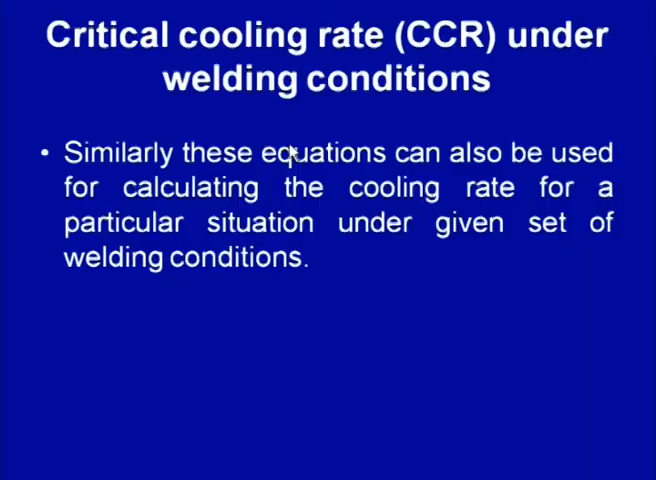 Critical cooling rate (CCR) under
welding conditions
• Similarly these equations can also be used
for calculating the cooling rate for a
particular situation under given set of
welding conditions.